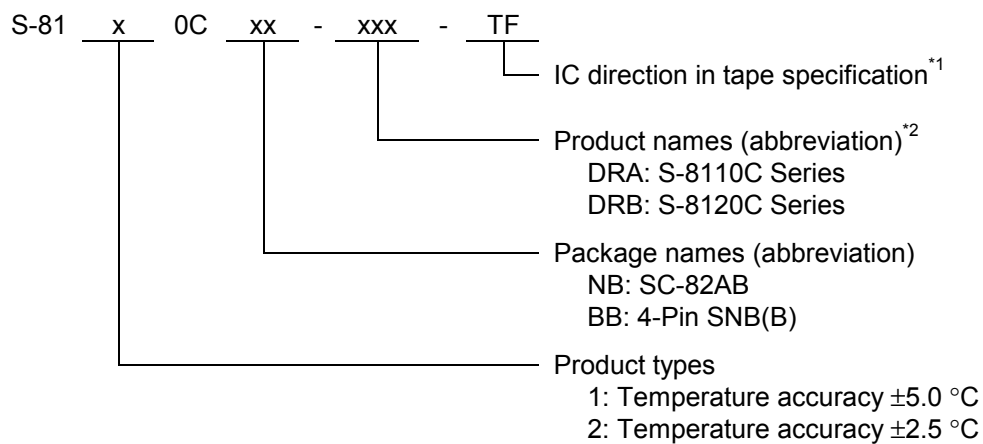 S-81 x 0C xx - xxx - TF
IC direction in tape specification*1
Product names (abbreviation)*2
DRA: S-8110C Series
DRB: S-8120C Series
Package names (abbreviation)
NB: SC-82AB
BB: 4-Pin SNB(B)
Product types
1: Temperature accuracy ±5.0 °C
2: Temperature accuracy ±2.5 °C